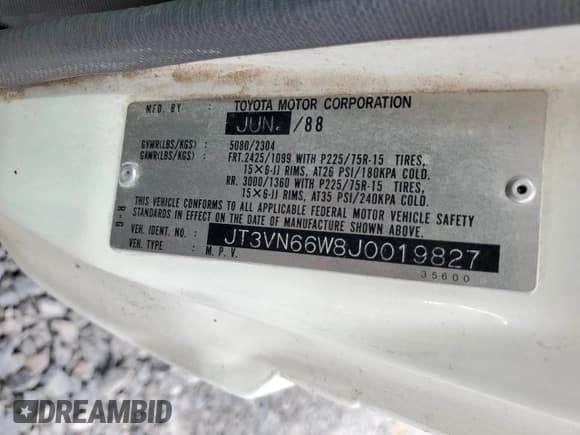 MFD. BY : TOYOTA MOTOR CORPORATION
JUN. /88
GVWR(LBS/KGS) : 5080/2304
GAWR(LBS/KGS) : FRT. 2425/1099 WITH P225/75R-15 TIRES,
15×6-JJ RIMS, AT26 PSI/180KPA COLD.
RR. 3000/1360 WITH P225/75R-15 TIRES,
15×6-JJ RIMS, AT35 PSI/240KPA COLD.
THIS VEHICLE CONFORMS TO ALL APPLICABLE FEDERAL MOTOR VEHICLE SAFETY
STANDARDS IN EFFECT ON THE DATE OF MANUFACTURE SHOWN ABOVE.
VEH. IDENT. NO. : JT3VN66W8J0019827
VEH. TYPE : M. P. V.
35600
DREAMBID